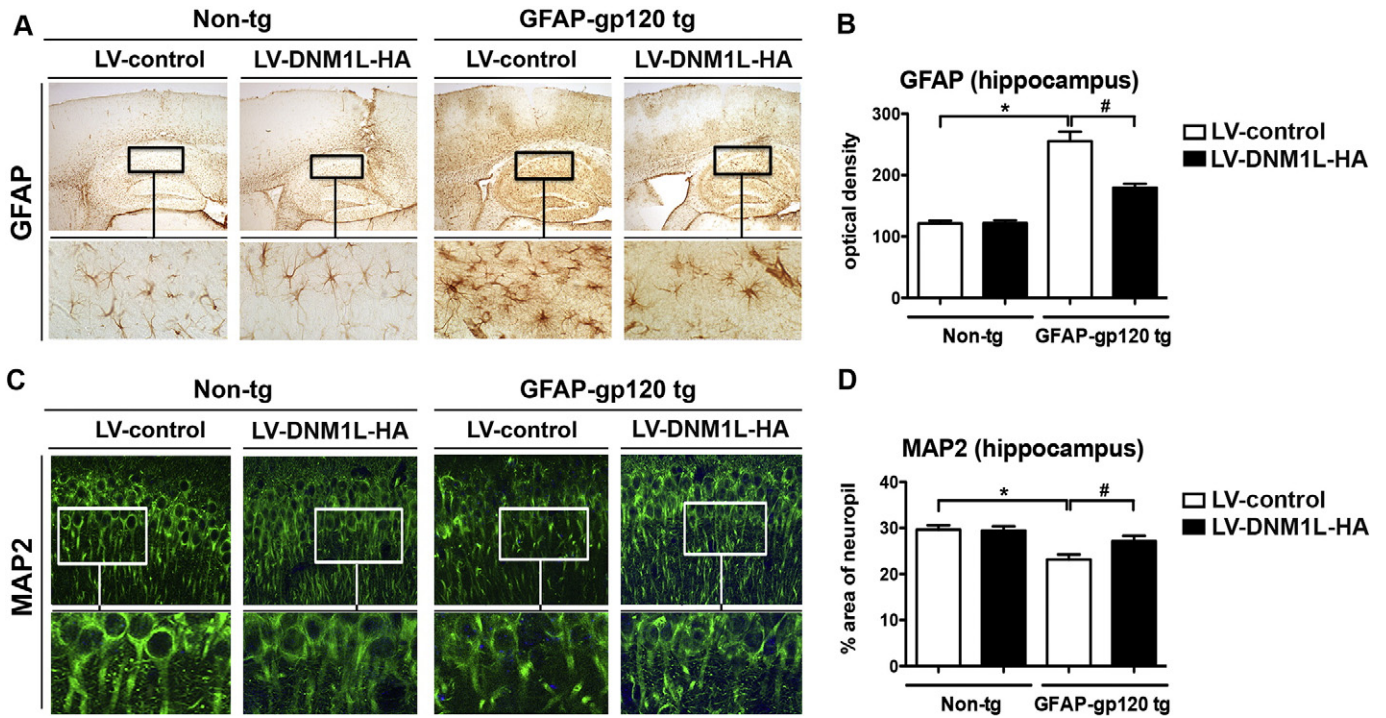 A
Non-tg
GFAP-gp120 tg
LV-control
LV-DNM1L-HA
LV-control
LV-DNM1L-HA
GFAP
B
GFAP (hippocampus)
*
#
LV-control
LV-DNM1L-HA
optical density
300
200
100
0
Non-tg
GFAP-gp120 tg
C
Non-tg
GFAP-gp120 tg
LV-control
LV-DNM1L-HA
LV-control
LV-DNM1L-HA
MAP2
D
MAP2 (hippocampus)
*
#
LV-control
LV-DNM1L-HA
% area of neuropil
40
30
20
10
0
Non-tg
GFAP-gp120 tg